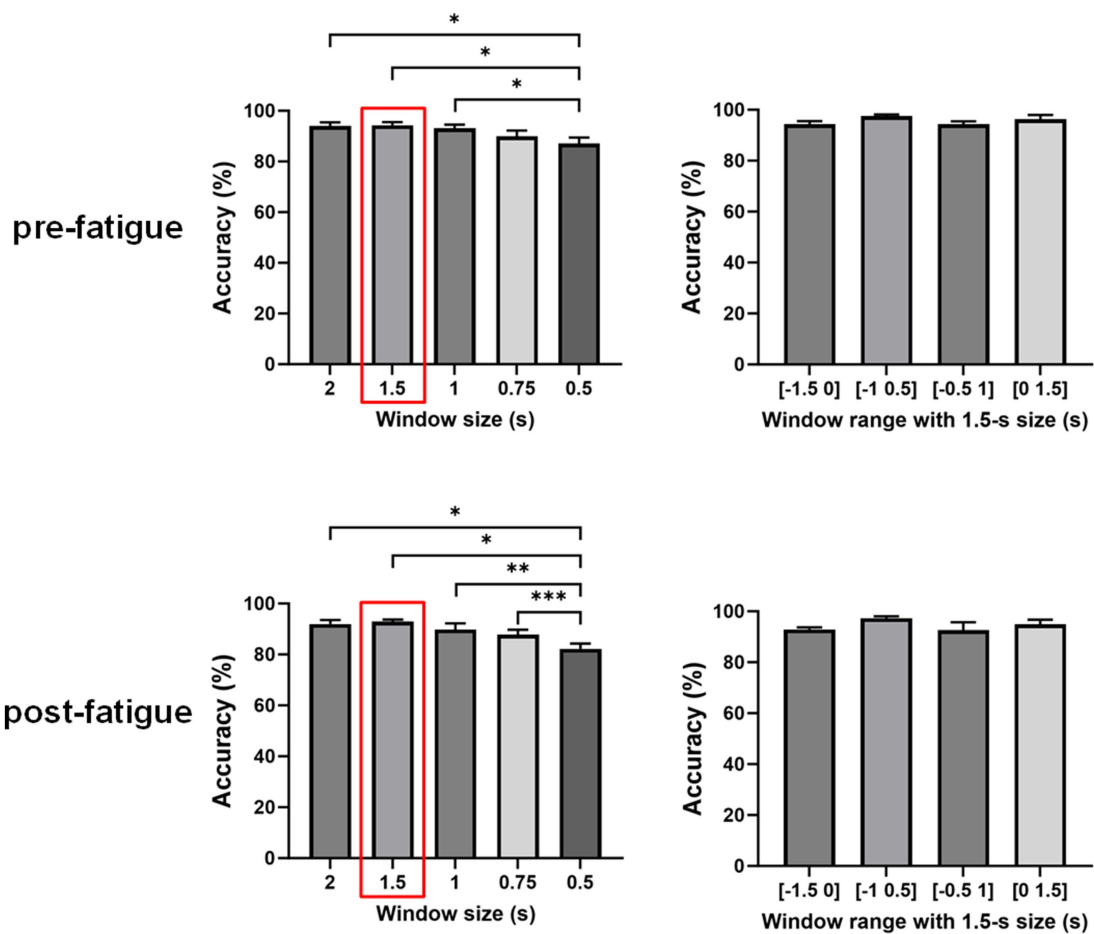 pre-fatigue
*
*
*
Accuracy (%)
100
80
60
40
20
0
2 1.5 1 0.75 0.5
Window size (s)
Accuracy (%)
100
80
60
40
20
0
[-1.5 0] [-1 0.5] [-0.5 1] [0 1.5]
Window range with 1.5-s size (s)
post-fatigue
*
*
**
***
Accuracy (%)
100
80
60
40
20
0
2 1.5 1 0.75 0.5
Window size (s)
Accuracy (%)
100
80
60
40
20
0
[-1.5 0] [-1 0.5] [-0.5 1] [0 1.5]
Window range with 1.5-s size (s)